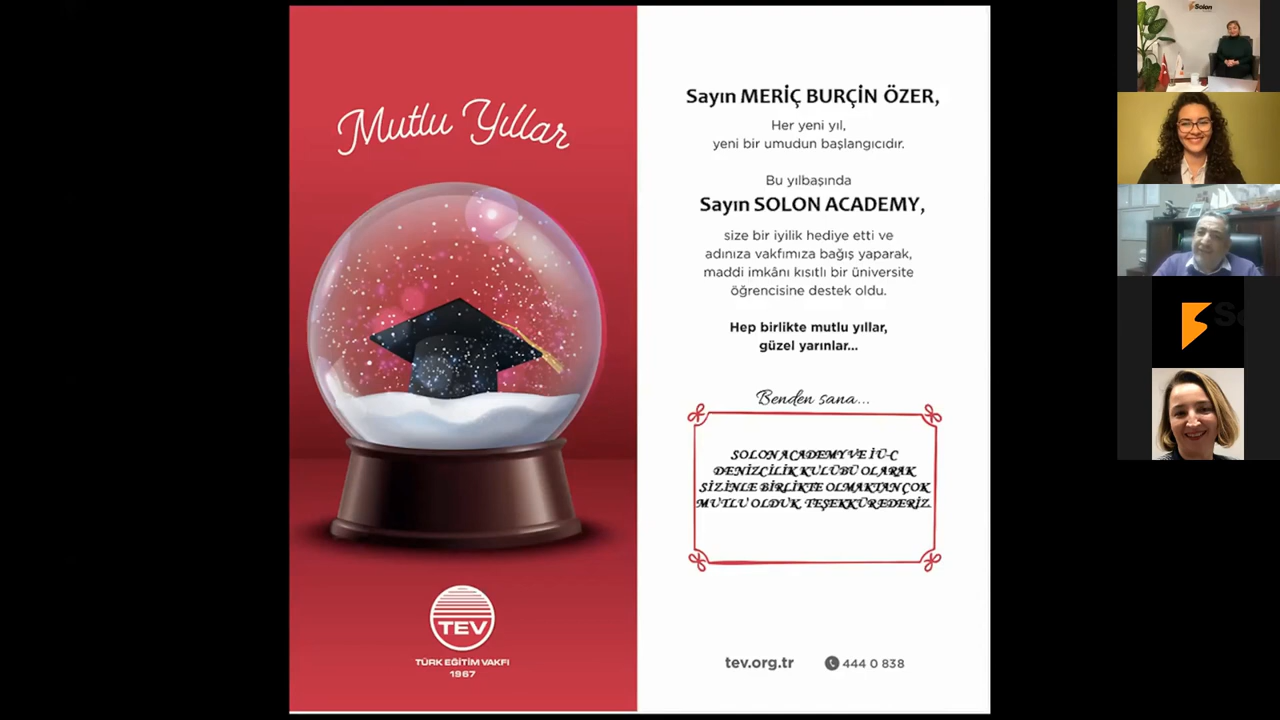 Mutlu Yıllar
TEV
TÜRK EĞİTİM VAKFI
1967
Sayın MERİÇ BURÇİN ÖZER,
Her yeni yıl,
yeni bir umudun başlangıcıdır.
Bu yılbaşında
Sayın SOLON ACADEMY,
size bir iyilik hediye etti ve
adınıza vakfımıza bağış yaparak,
maddi imkânı kısıtlı bir üniversite
öğrencisine destek oldu.
Hep birlikte mutlu yıllar,
güzel yarınlar...
Benden sana...
SOLON ACADEMY VE İÜ-C
DENİZCİLİK KULÜBÜ OLARAK
SİZİNLE BİRLİKTE OLMAKTAN ÇOK
MUTLU OLDUK. TEŞEKKÜR EDERİZ.
tev.org.tr 444 0 838
Solon
So